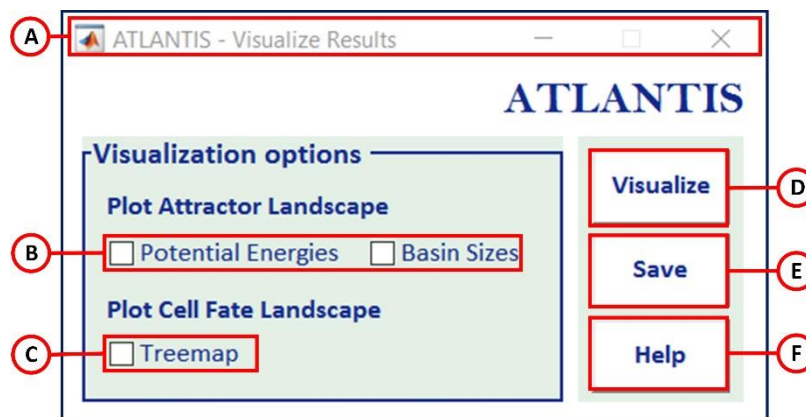 A
ATLANTIS - Visualize Results
ATLANTIS
Visualization options
Plot Attractor Landscape
B
Potential Energies Basin Sizes
Plot Cell Fate Landscape
C
Treemap
Visualize
D
Save
E
Help
F